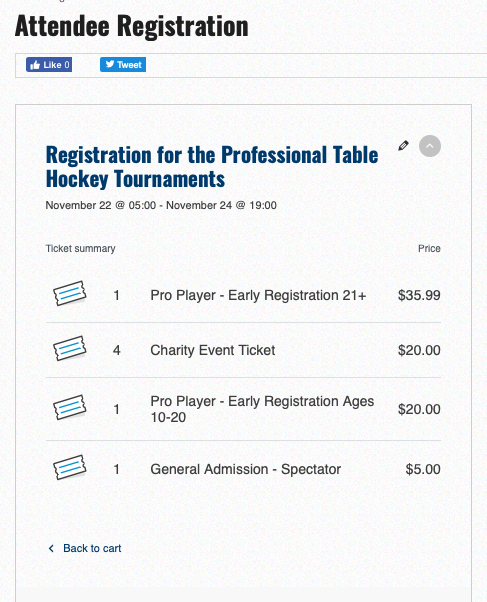 Attendee Registration
Like 0
Tweet
Registration for the Professional Table
Hockey Tournaments
November 22 @ 05:00 - November 24 @ 19:00
Ticket summary Price
1 Pro Player - Early Registration 21+ $35.99
4 Charity Event Ticket $20.00
1 Pro Player - Early Registration Ages
10-20 $20.00
1 General Admission - Spectator $5.00
Back to cart